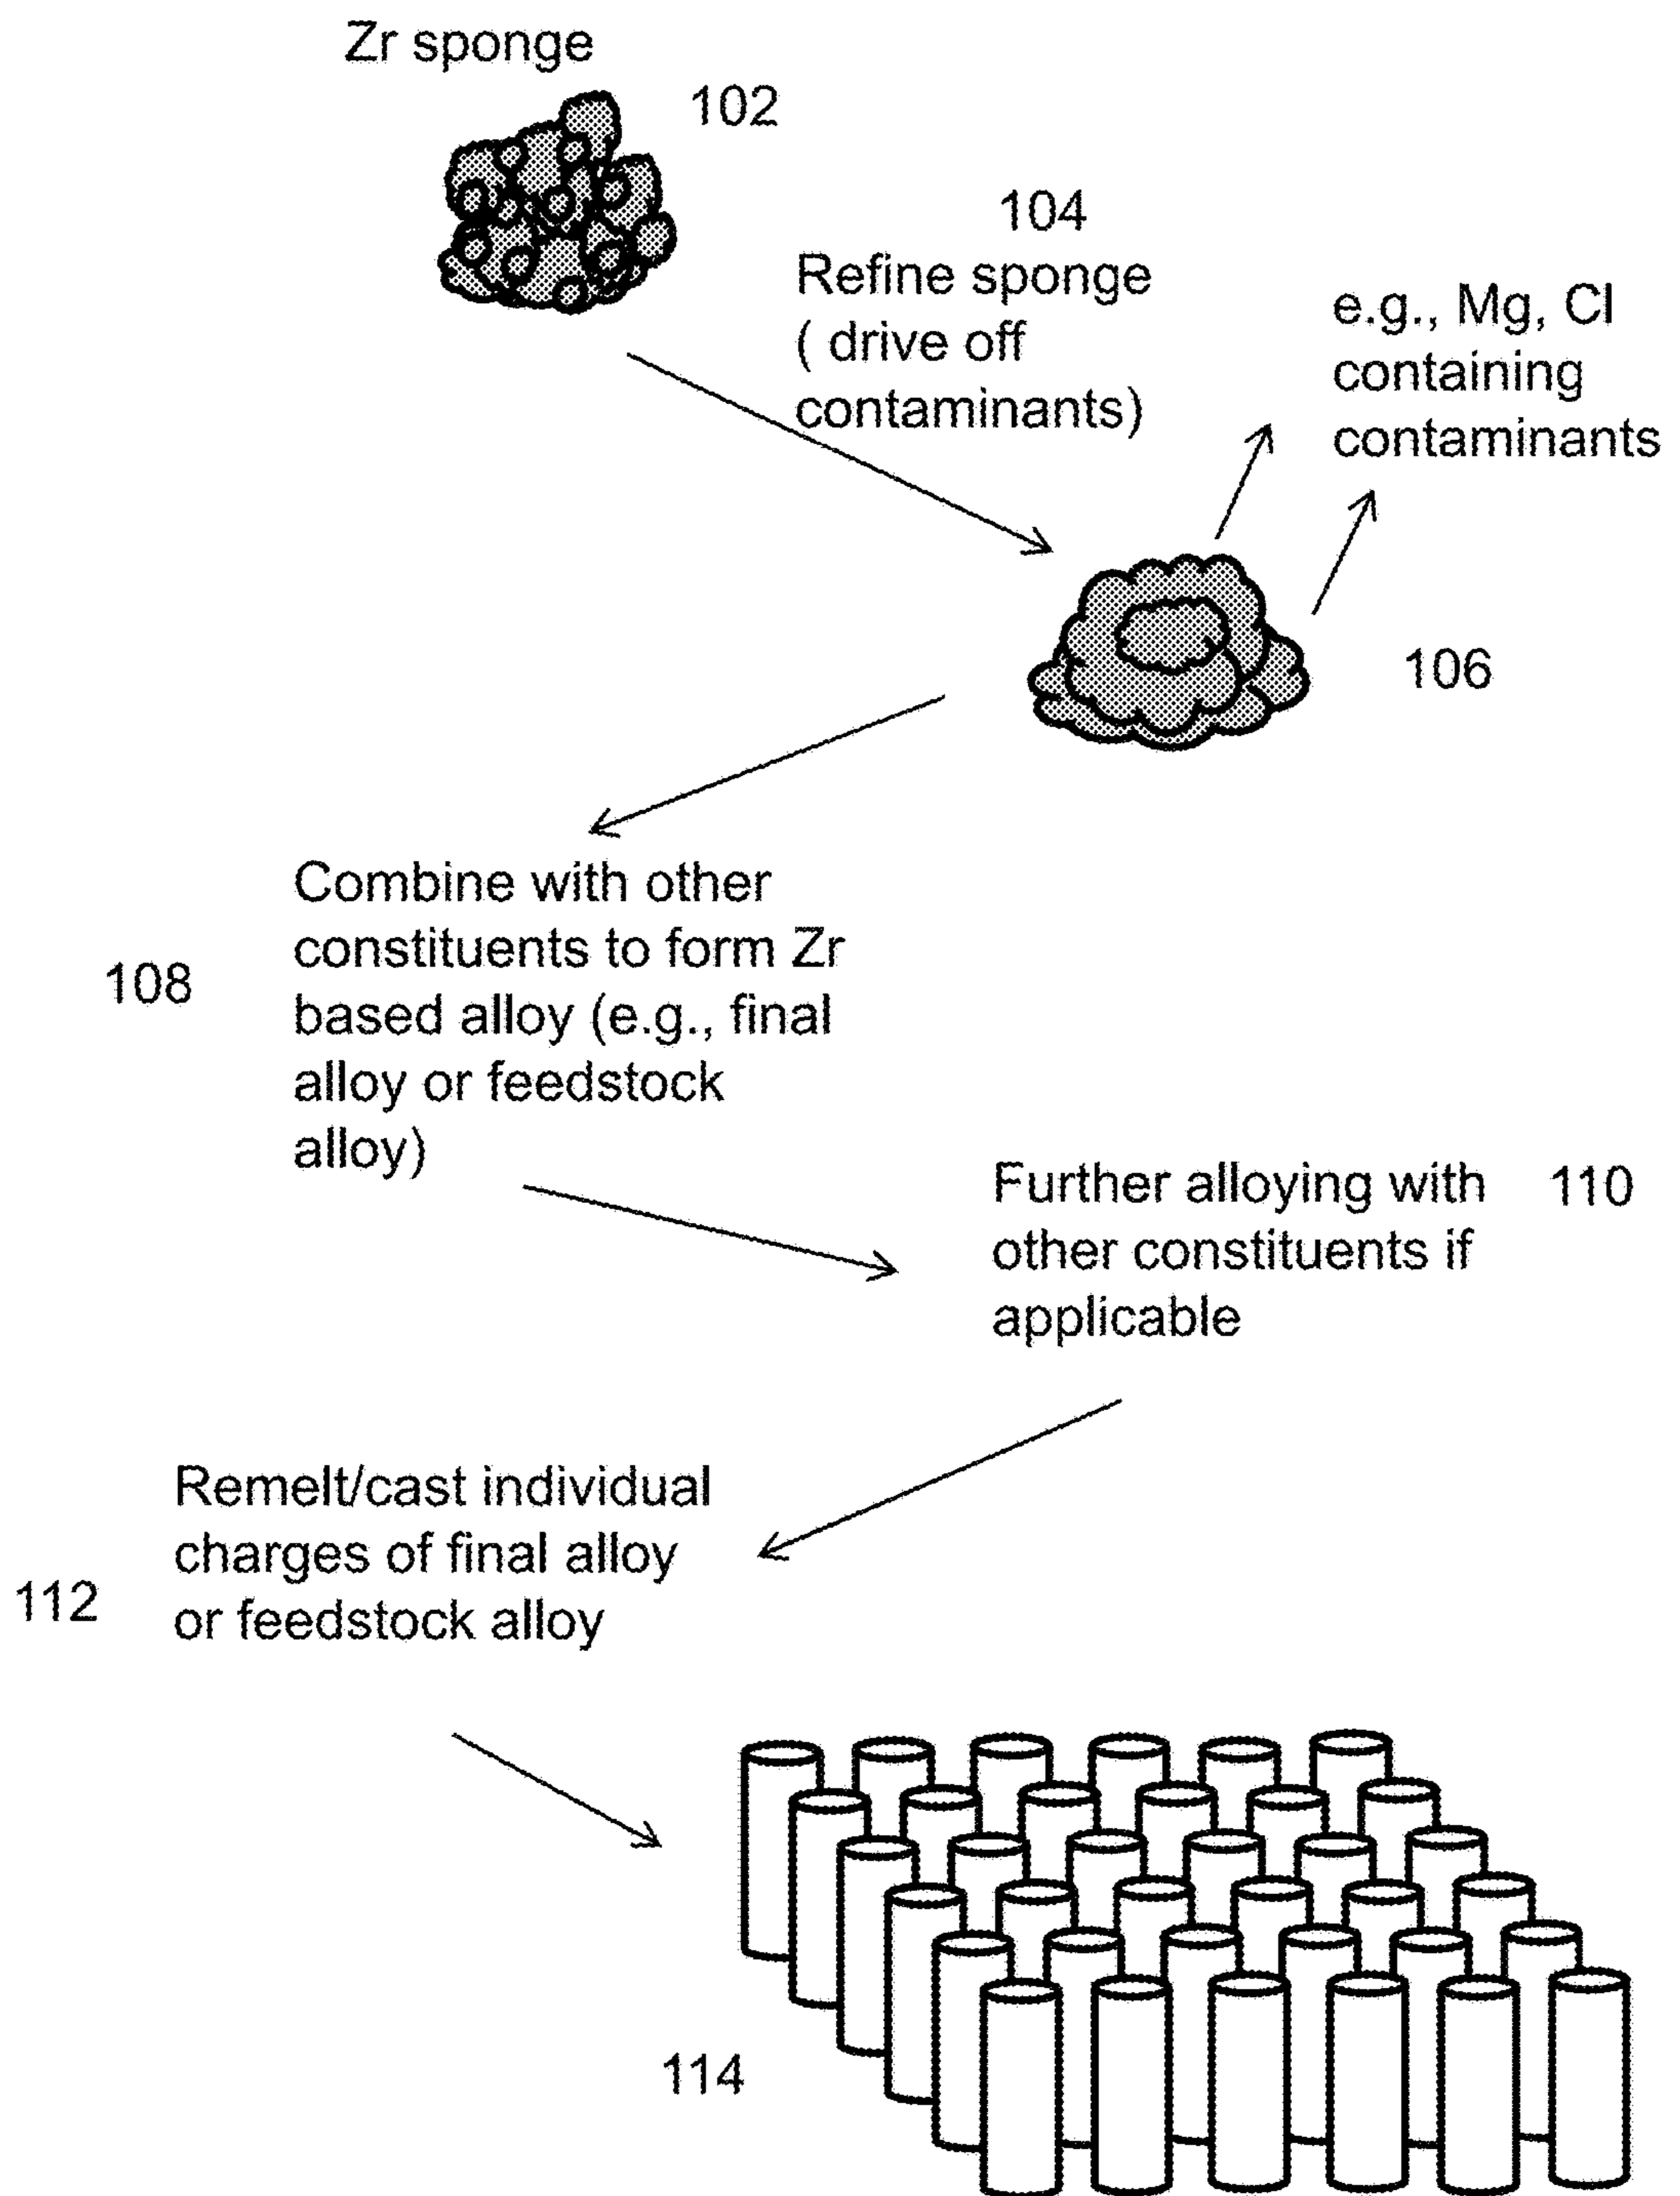 Zr sponge
102
104
Refine sponge
( drive off
contaminants)
e.g., Mg, Cl
containing
contaminants
106
108
Combine with other
constituents to form Zr
based alloy (e.g., final
alloy or feedstock
alloy)
Further alloying with
other constituents if
applicable
110
112
Remelt/cast individual
charges of final alloy
or feedstock alloy
114